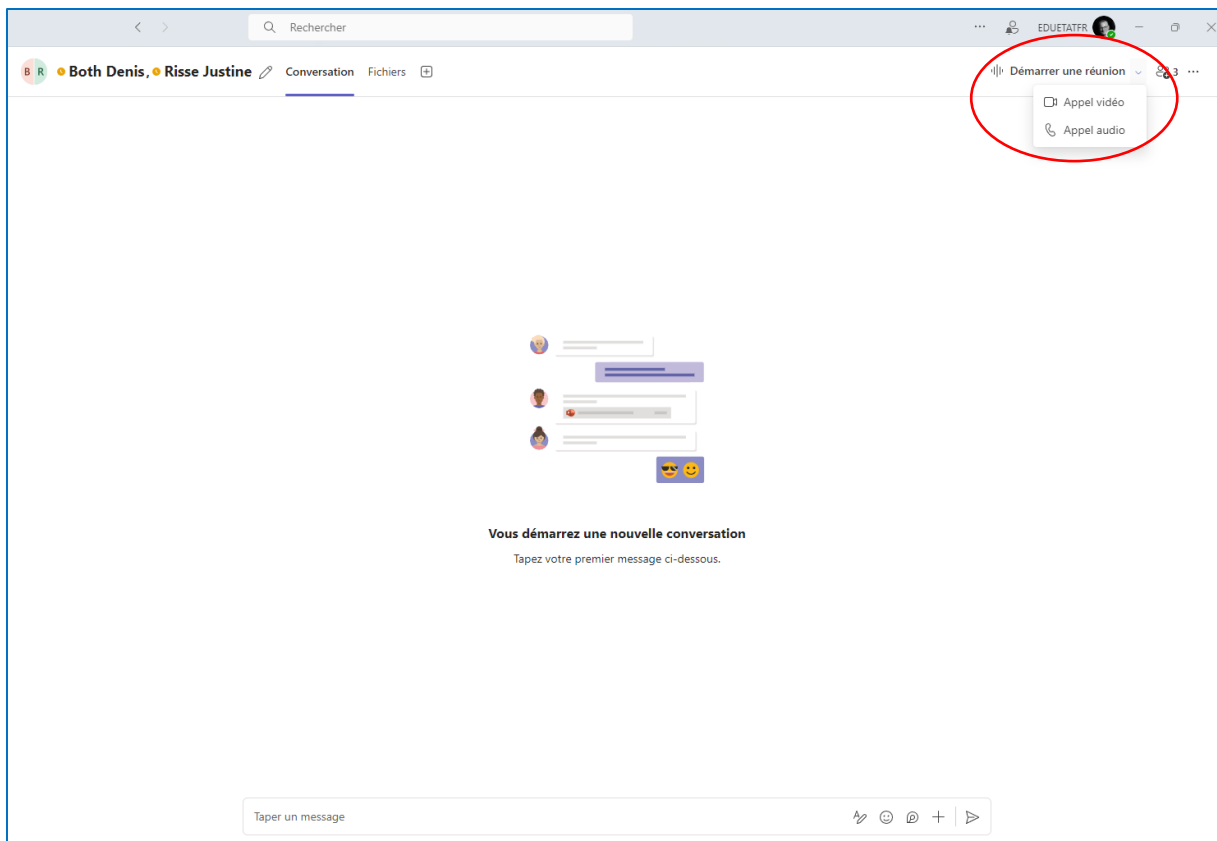 Rechercher
EDUETATFR
B R Both Denis, Risse Justine Conversation Fichiers Démarrer une réunion 3
Appel vidéo
Appel audio
Vous démarrez une nouvelle conversation
Tapez votre premier message ci-dessous.
Taper un message